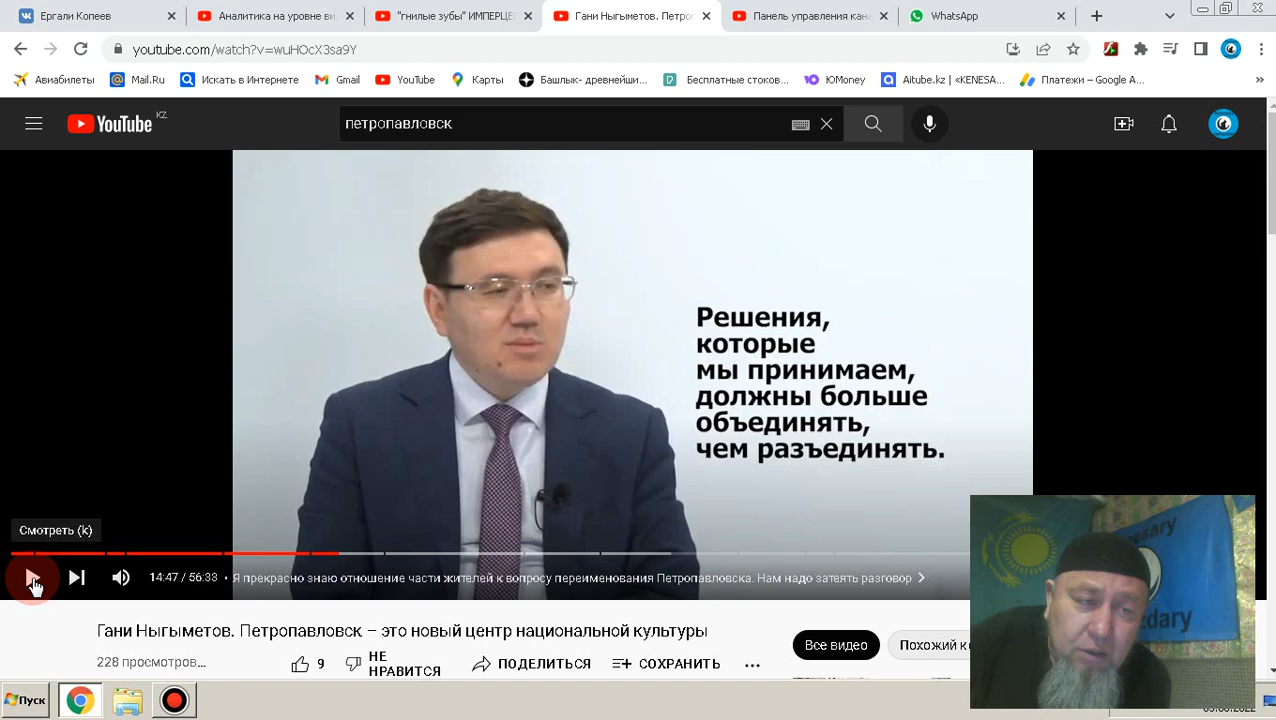 Ергали Копеев
Аналитика на уровне ви
"гнилые зубы" ИМПЕРЦЕ
Гани Ныгыметов. Петро
Панель управления кан
WhatsApp
youtube.com/watch?v=wuHOcX3sa9Y
Авиабилеты
Mail.Ru
Искать в Интернете
Gmail
YouTube
Карты
Башлык- древнейши...
Бесплатные стоков...
ЮMoney
Aitube.kz | «KENESA...
Платежи – Google A...
YouTube KZ
петропавловск
Решения,
которые
мы принимаем,
должны больше
объединять,
чем разъединять.
Смотреть (k)
14:47 / 56:33 · Я прекрасно знаю отношение части жителей к вопросу переименования Петропавловска. Нам надо затеять разговор
Гани Ныгыметов. Петропавловск – это новый центр национальной культуры
228 просмотров...
9
НЕ НРАВИТСЯ
ПОДЕЛИТЬСЯ
СОХРАНИТЬ
Все видео
Похожий к
Пуск